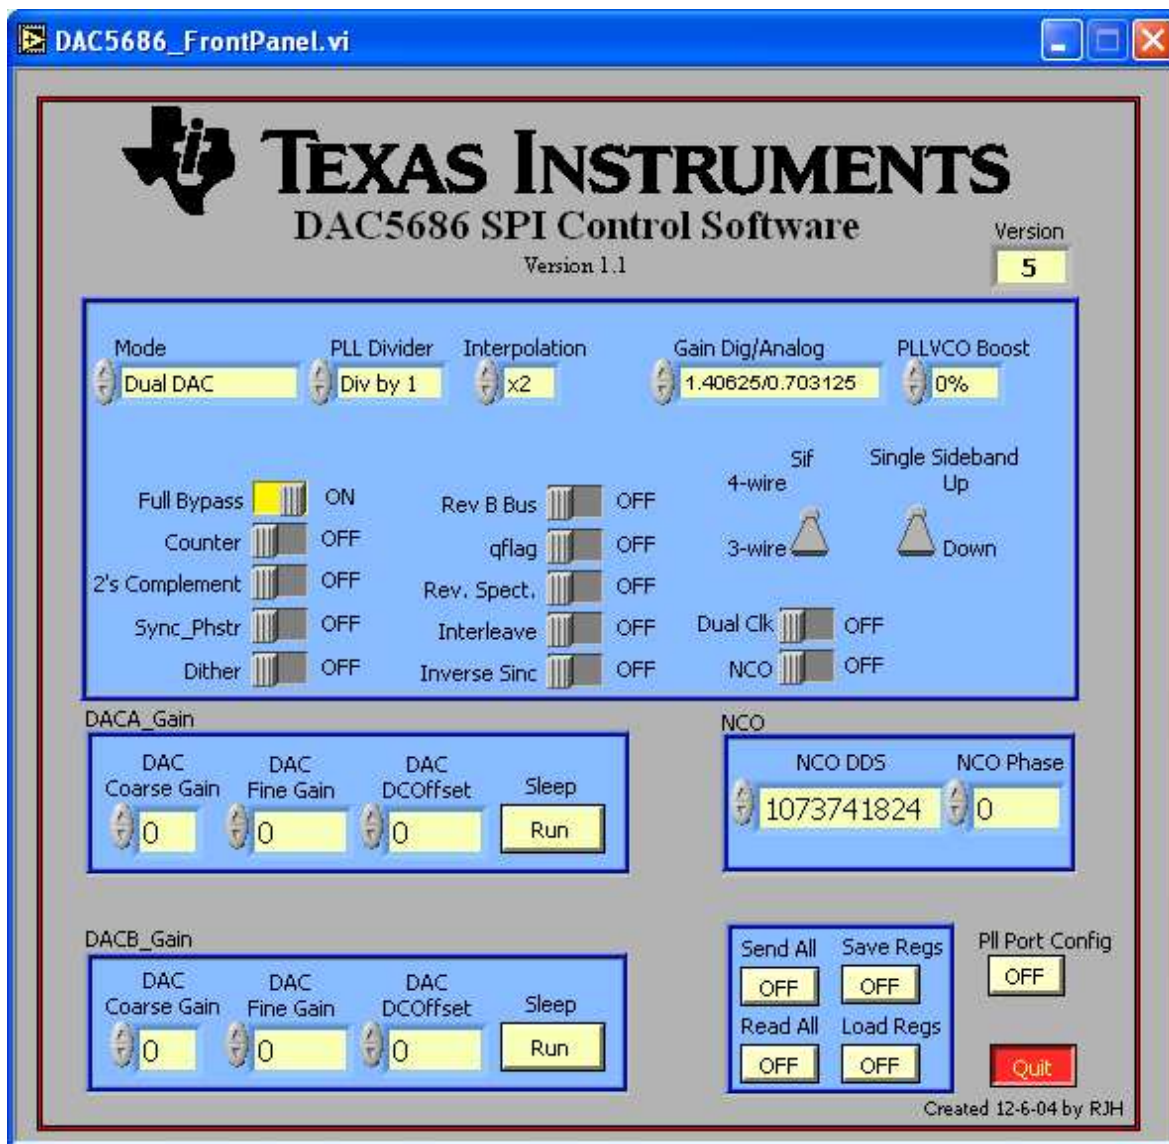 DAC5686_FrontPanel.vi
TEXAS INSTRUMENTS
DAC5686 SPI Control Software
Version 1.1
Version
5
Mode PLL Divider Interpolation Gain Dig/Analog PLLVCO Boost
Dual DAC Div by 1 x2 1.40625/0.703125 0%
Sif Single Sideband
4-wire Up
3-wire Down
Full Bypass ON Rev B Bus OFF
Counter OFF qflag OFF
2's Complement OFF Rev. Spect. OFF
Sync_Phstr OFF Interleave OFF Dual Clk OFF
Dither OFF Inverse Sinc OFF NCO OFF
DACA_Gain
DAC Coarse Gain DAC Fine Gain DAC DCOffset Sleep
0 0 0 Run
NCO
NCO DDS NCO Phase
1073741824 0
DACB_Gain
DAC Coarse Gain DAC Fine Gain DAC DCOffset Sleep
0 0 0 Run
Send All Save Regs
OFF OFF
Read All Load Regs
OFF OFF
Pll Port Config
OFF
Quit
Created 12-6-04 by RJH